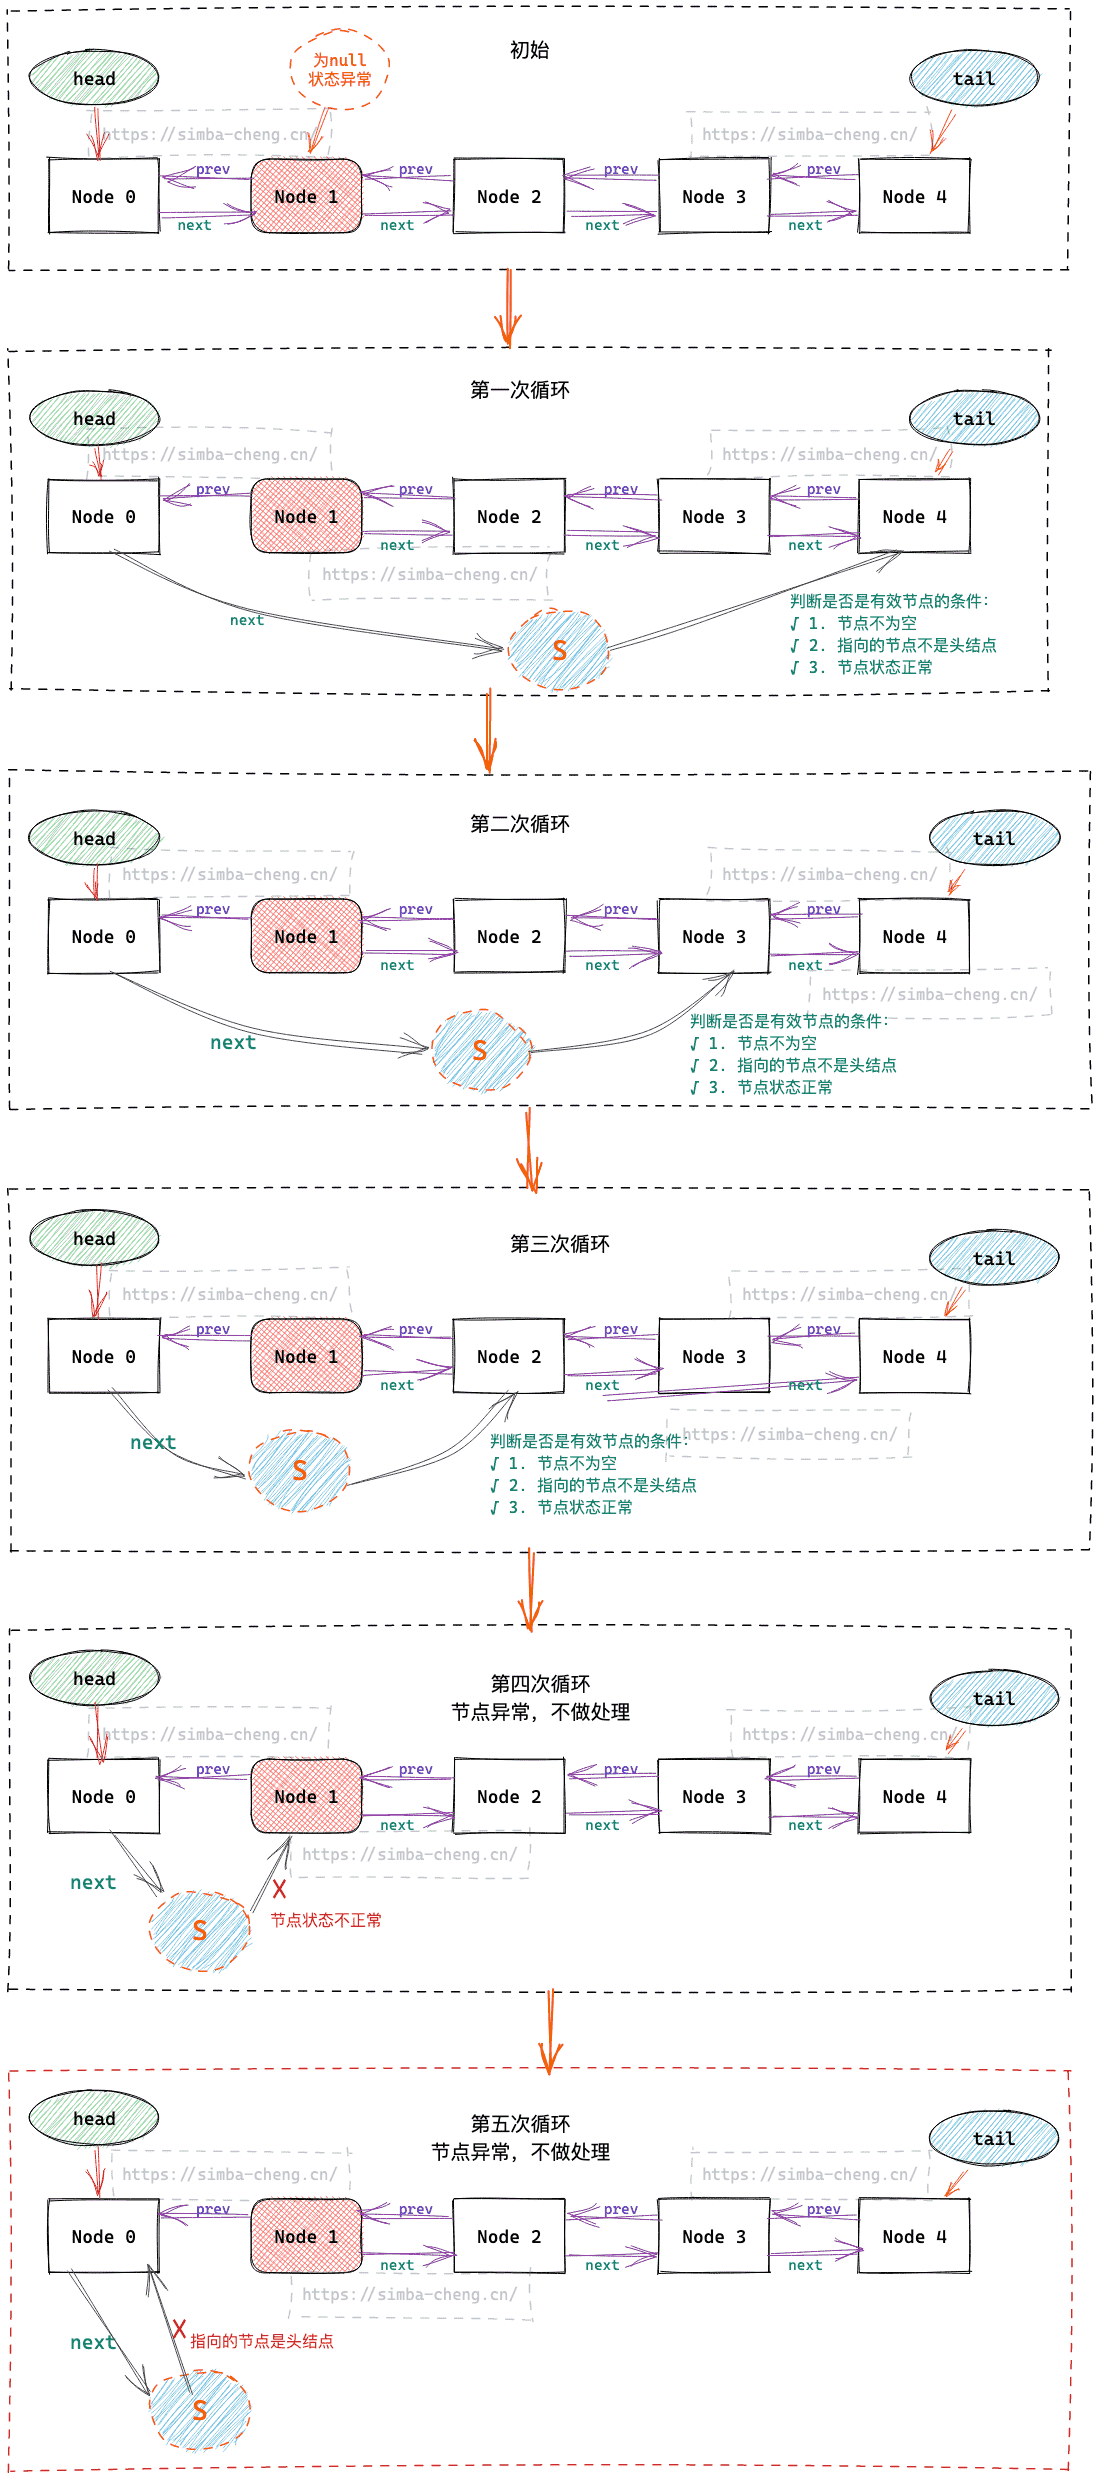 初始
head
为null
状态异常
tail
https://simba-cheng.cn/
https://simba-cheng.cn/
Node 0
prev
next
Node 1
prev
next
Node 2
prev
next
Node 3
prev
next
Node 4
第一次循环
head
tail
https://simba-cheng.cn/
https://simba-cheng.cn/
Node 0
prev
Node 1
prev
next
Node 2
prev
next
Node 3
prev
next
Node 4
https://simba-cheng.cn/
next
S
判断是否是有效节点的条件：
√ 1. 节点不为空
√ 2. 指向的节点不是头结点
√ 3. 节点状态正常
第二次循环
head
tail
https://simba-cheng.cn/
https://simba-cheng.cn/
Node 0
prev
Node 1
prev
next
Node 2
prev
next
Node 3
prev
next
Node 4
https://simba-cheng.cn/
next
S
判断是否是有效节点的条件：
√ 1. 节点不为空
√ 2. 指向的节点不是头结点
√ 3. 节点状态正常
第三次循环
head
tail
https://simba-cheng.cn/
https://simba-cheng.cn/
Node 0
prev
Node 1
prev
next
Node 2
prev
next
Node 3
prev
next
Node 4
https://simba-cheng.cn/
next
S
判断是否是有效节点的条件：
√ 1. 节点不为空
√ 2. 指向的节点不是头结点
√ 3. 节点状态正常
第四次循环
节点异常，不做处理
head
tail
https://simba-cheng.cn/
https://simba-cheng.cn/
Node 0
prev
Node 1
prev
next
Node 2
prev
next
Node 3
prev
next
Node 4
https://simba-cheng.cn/
next
S
X
节点状态不正常
第五次循环
节点异常，不做处理
head
tail
https://simba-cheng.cn/
https://simba-cheng.cn/
Node 0
prev
Node 1
prev
next
Node 2
prev
next
Node 3
prev
next
Node 4
https://simba-cheng.cn/
next
X
指向的节点是头结点
S